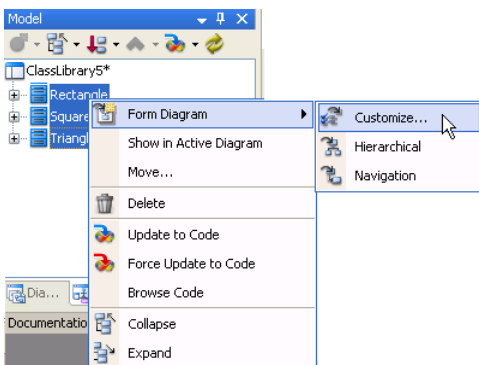 Model
ClassLibrary5*
Rectangle
Square
Form Diagram
Customize...
Triangl
Show in Active Diagram
Hierarchical
Move...
Navigation
Delete
Update to Code
Force Update to Code
Browse Code
Dia...
Documentatio
Collapse
Expand